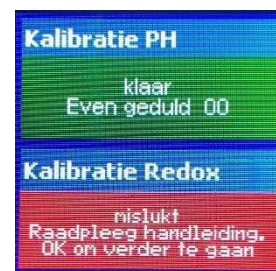 Kalibratie PH
klaar
Even geduld 00
Kalibratie Redox
mislukt
Raadpleeg handleiding.
OK om verder te gaan